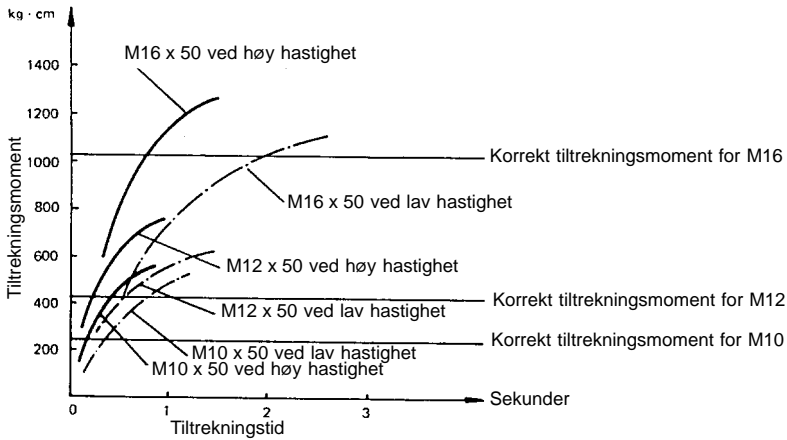 kg · cm
M16 x 50 ved høy hastighet
1400
1200
1000
800
600
400
200
0
1
2
3
Tiltrekningsmoment
Korrekt tiltrekningsmoment for M16
M16 x 50 ved lav hastighet
M12 x 50 ved høy hastighet
Korrekt tiltrekningsmoment for M12
M12 x 50 ved lav hastighet
Korrekt tiltrekningsmoment for M10
M10 x 50 ved lav hastighet
M10 x 50 ved høy hastighet
Sekunder
Tiltrekningstid